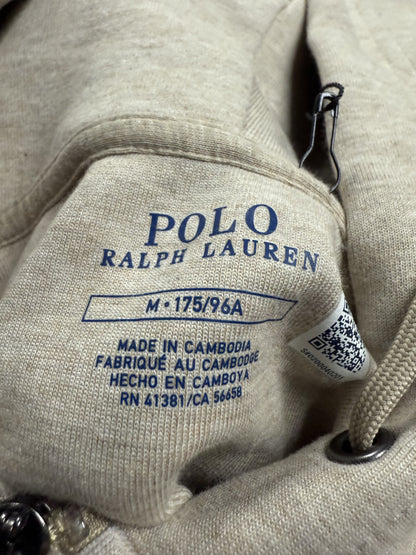 POLO
RALPH LAUREN
M • 175/96A
MADE IN CAMBODIA
FABRIQUÉ AU CAMBODGE
HECHO EN CAMBOYA
RN 41381/CA 56658